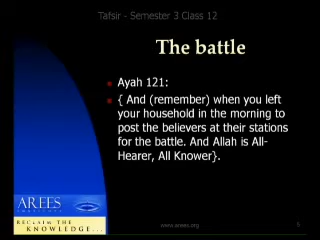 Tafsir - Semester 3 Class 12
The battle
Ayah 121:
{ And (remember) when you left
your household in the morning to
post the believers at their stations
for the battle. And Allah is All-
Hearer, All Knower}.
AREES
RECLAIM THE
KNOWLEDGE...
www.arees.org
5